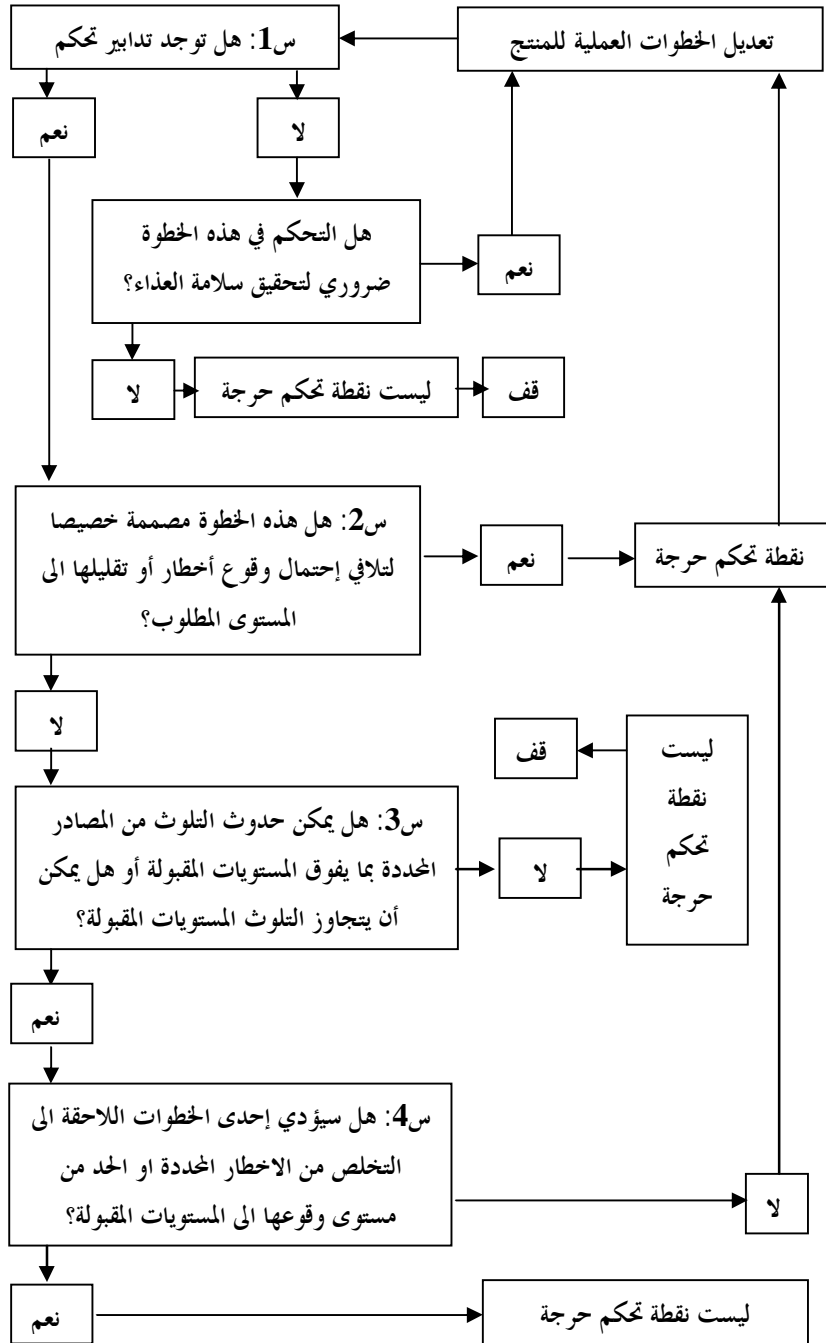 س1: هل توجد تدابير تحكم
تعديل الخطوات العملية للمنتج
نعم
لا
هل التحكم في هذه الخطوة
ضروري لتحقيق سلامة العذاء؟
نعم
لا
ليست نقطة تحكم حرجة
قف
س2: هل هذه الخطوة مصممة خصيصا
لتلافي إحتمال وقوع أخطار أو تقليلها الى
المستوى المطلوب؟
نعم
نقطة تحكم حرجة
لا
قف
ليست
نقطة
تحكم
حرجة
س3: هل يمكن حدوث التلوث من المصادر
المحددة بما يفوق المستويات المقبولة أو هل يمكن
أن يتجاوز التلوث المستويات المقبولة؟
لا
نعم
س4: هل سيؤدي إحدى الخطوات اللاحقة الى
التخلص من الاخطار المحددة او الحد من
مستوى وقوعها الى المستويات المقبولة؟
لا
نعم
ليست نقطة تحكم حرجة